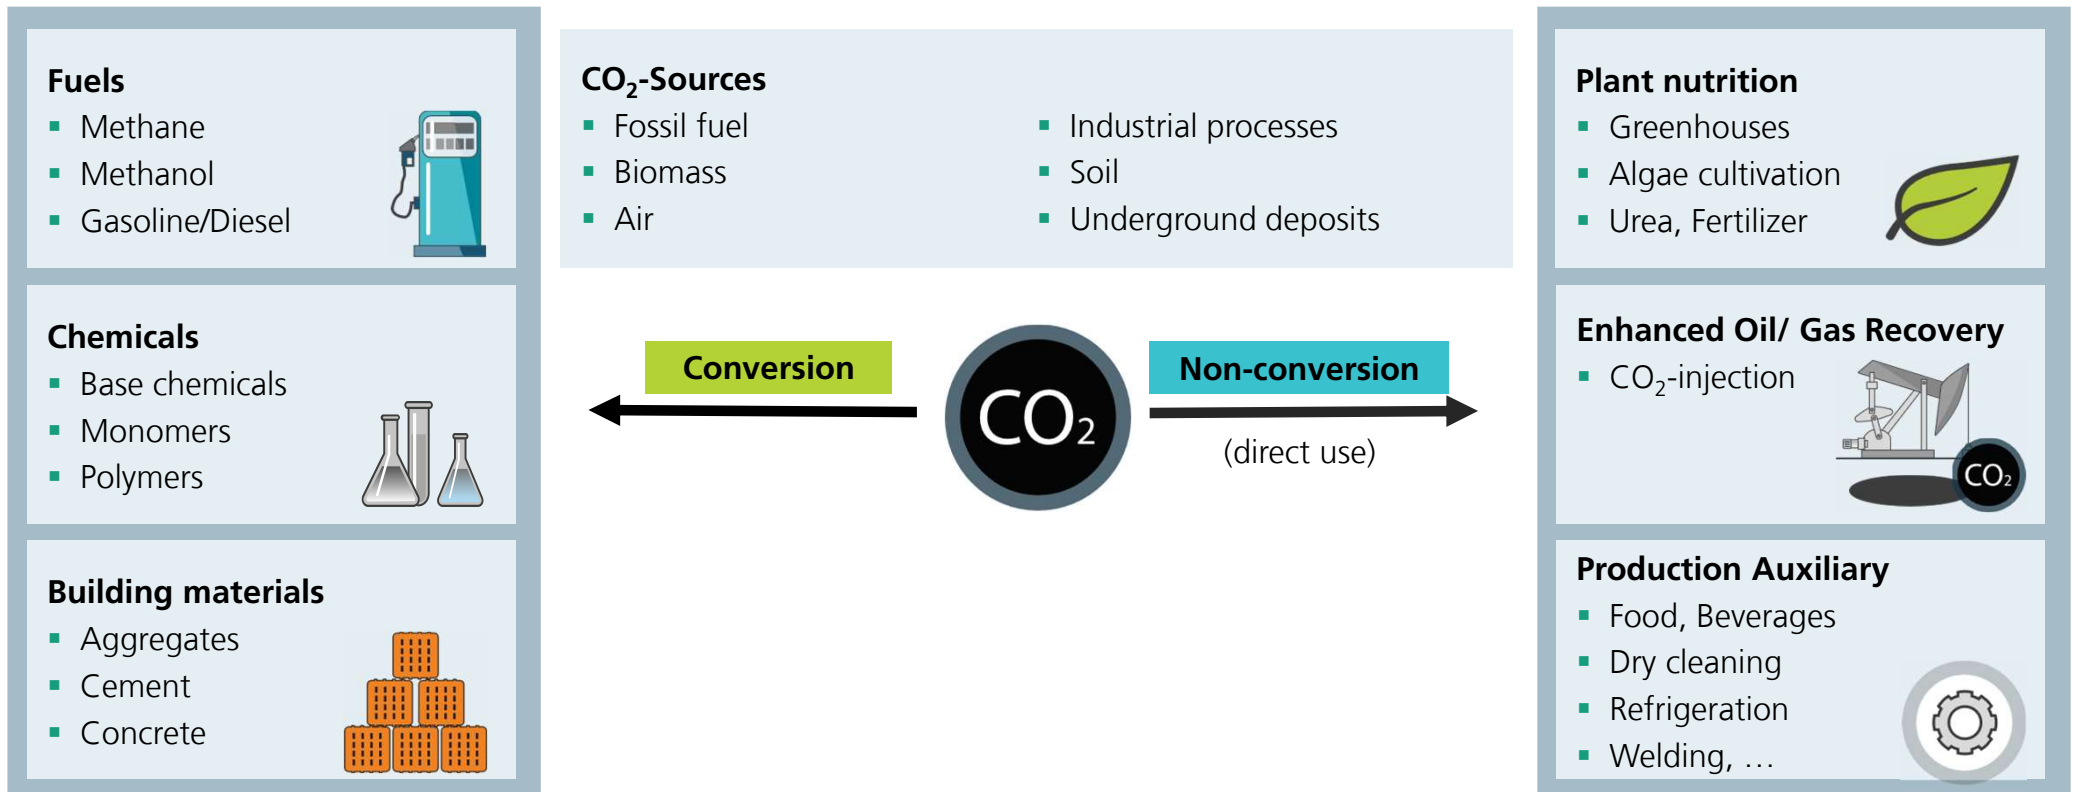 Fuels
Methane
Methanol
Gasoline/Diesel
Chemicals
Base chemicals
Monomers
Polymers
Building materials
Aggregates
Cement
Concrete
CO₂-Sources
Fossil fuel
Biomass
Air
Industrial processes
Soil
Underground deposits
Conversion
CO₂
Non-conversion
(direct use)
Plant nutrition
Greenhouses
Algae cultivation
Urea, Fertilizer
Enhanced Oil/ Gas Recovery
CO₂-injection
CO₂
Production Auxiliary
Food, Beverages
Dry cleaning
Refrigeration
Welding, …